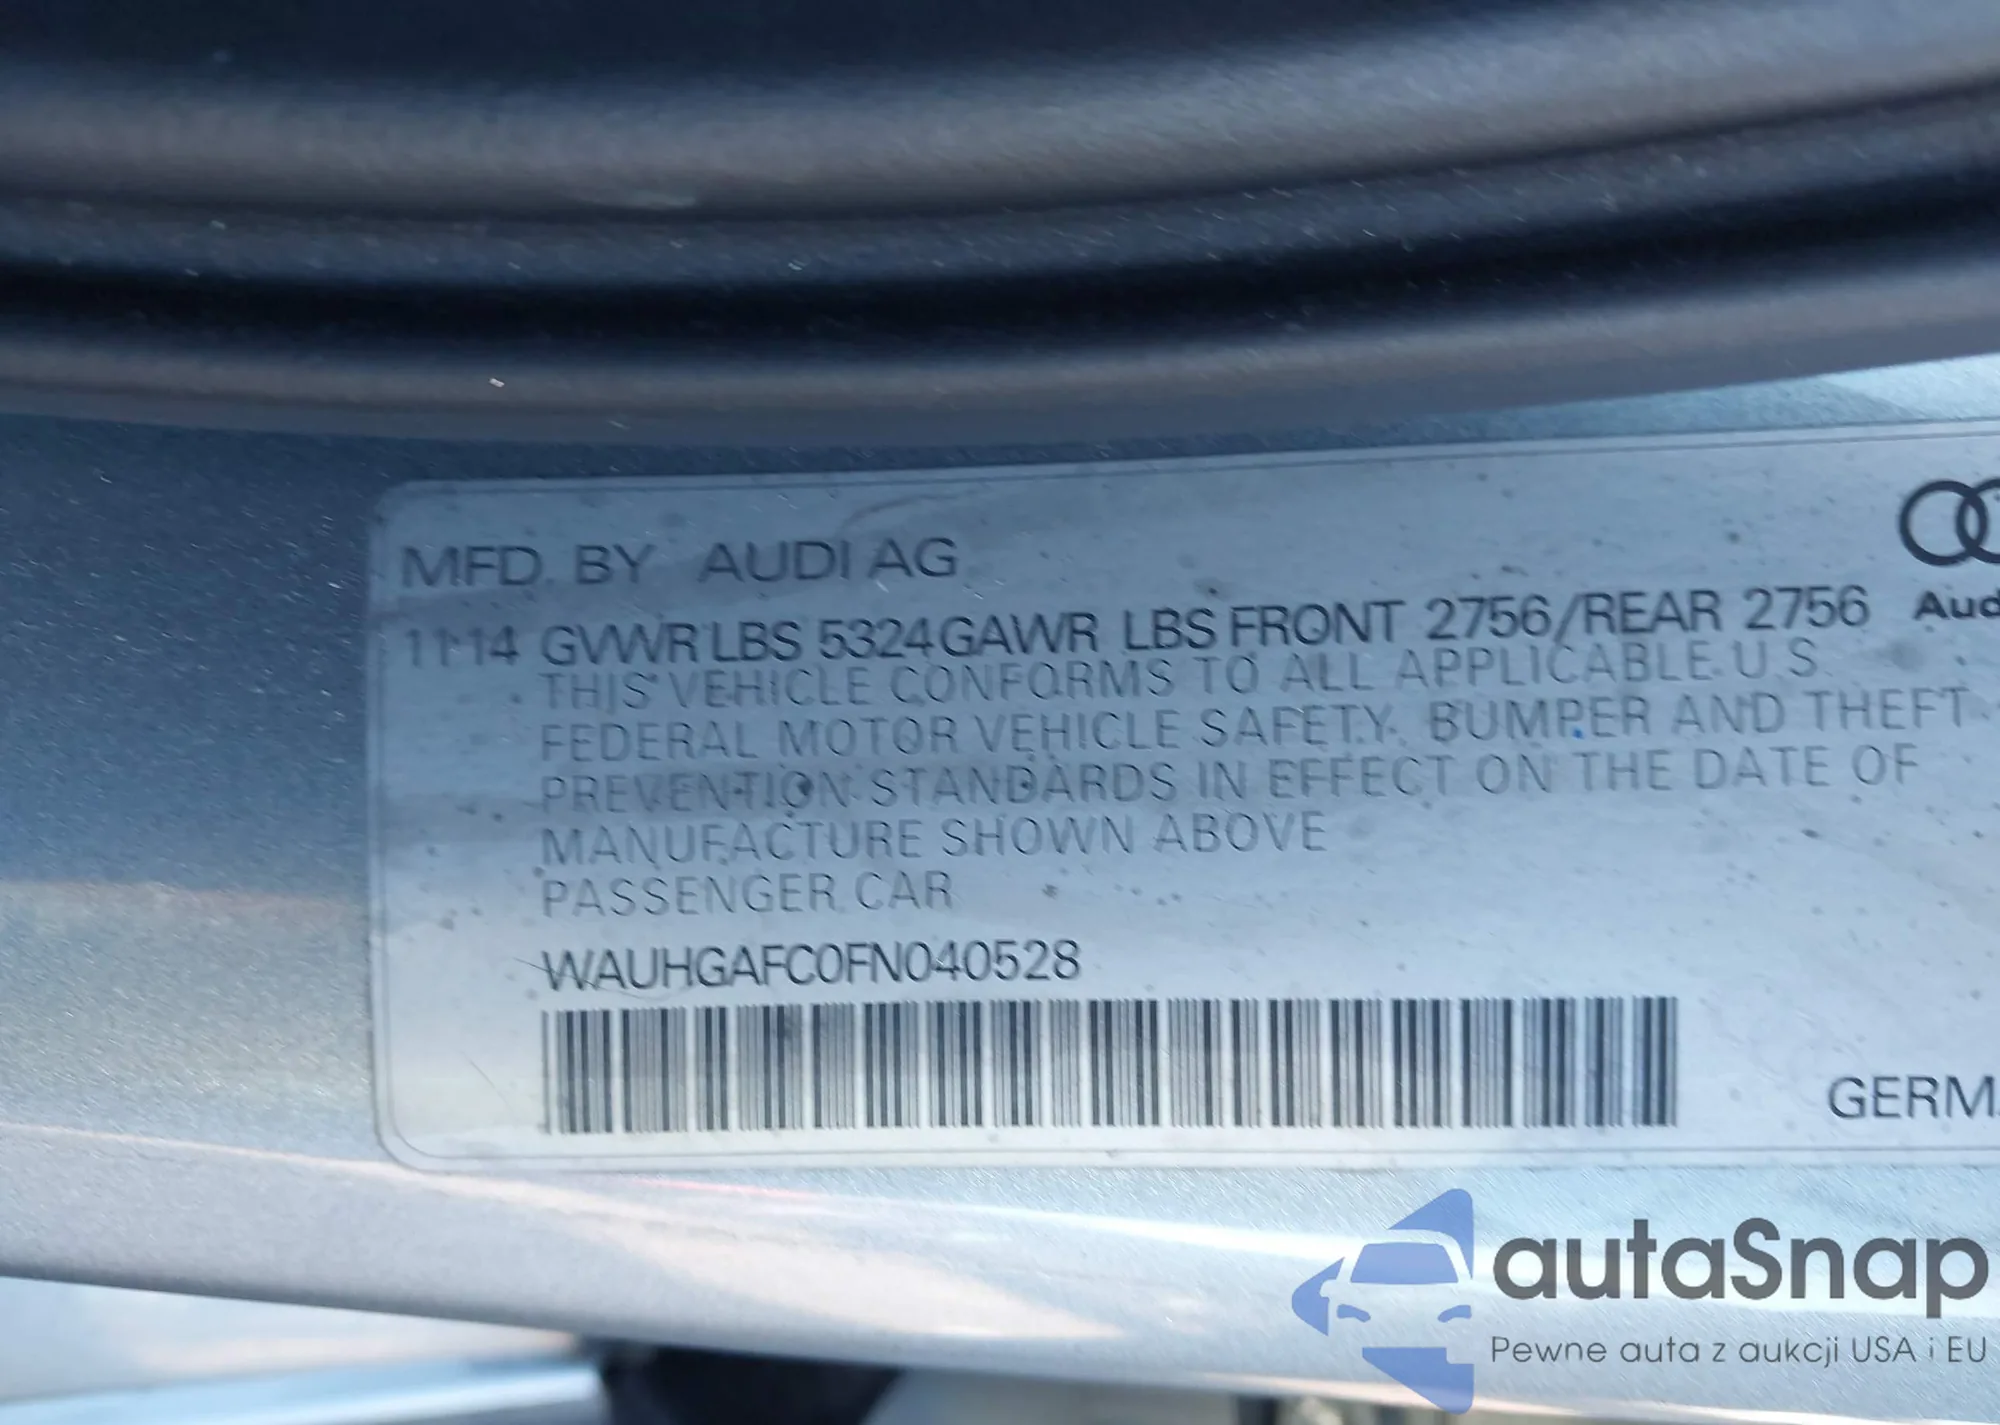 MFD. BY AUDI AG
11-14 GVWR LBS 5324 GAWR LBS FRONT 2756/REAR 2756
Aud
THIS VEHICLE CONFORMS TO ALL APPLICABLE U.S.
FEDERAL MOTOR VEHICLE SAFETY, BUMPER AND THEFT
PREVENTION STANDARDS IN EFFECT ON THE DATE OF
MANUFACTURE SHOWN ABOVE
PASSENGER CAR
WAUHGAFC0FN040528
GERM
autaSnap
Pewne auta z aukcji USA i EU